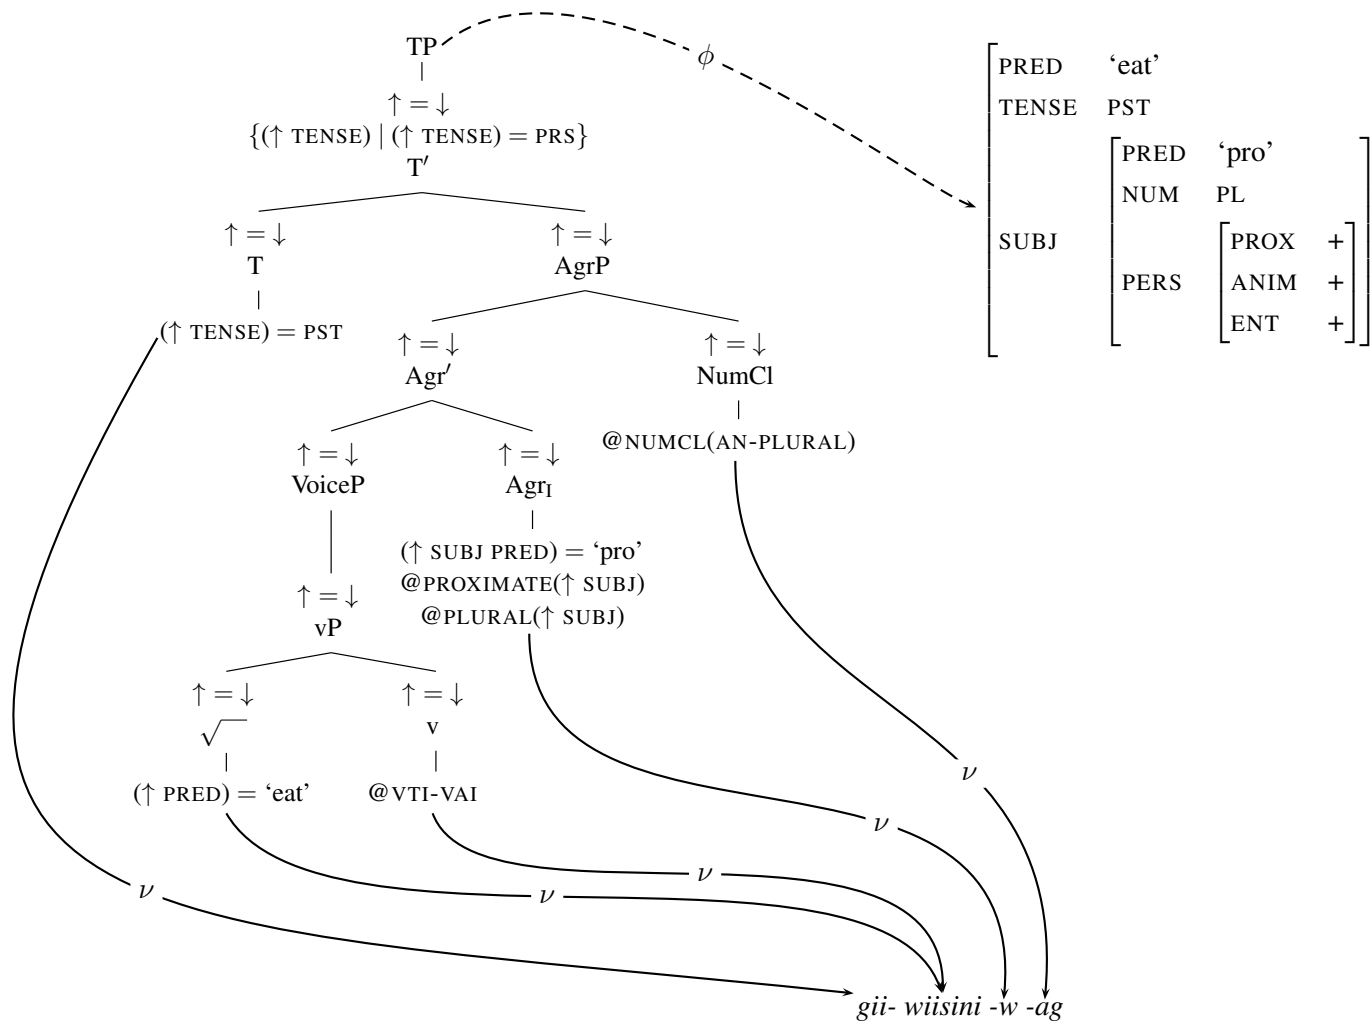 TP
ϕ
↑ = ↓
{(↑ TENSE) | (↑ TENSE) = PRS}
T′
↑ = ↓
T
(↑ TENSE) = PST
↑ = ↓
AgrP
↑ = ↓
Agr′
↑ = ↓
NumCl
@NUMCL(AN-PLURAL)
↑ = ↓
VoiceP
↑ = ↓
Agr_I
(↑ SUBJ PRED) = ‘pro’
@PROXIMATE(↑ SUBJ)
@PLURAL(↑ SUBJ)
↑ = ↓
vP
↑ = ↓
√
(↑ PRED) = ‘eat’
↑ = ↓
v
@VTI-VAI
ν
ν
ν
ν
ν
gii- wiisini -w -ag
PRED ‘eat’
TENSE PST
SUBJ
PRED ‘pro’
NUM PL
PERS
PROX +
ANIM +
ENT +